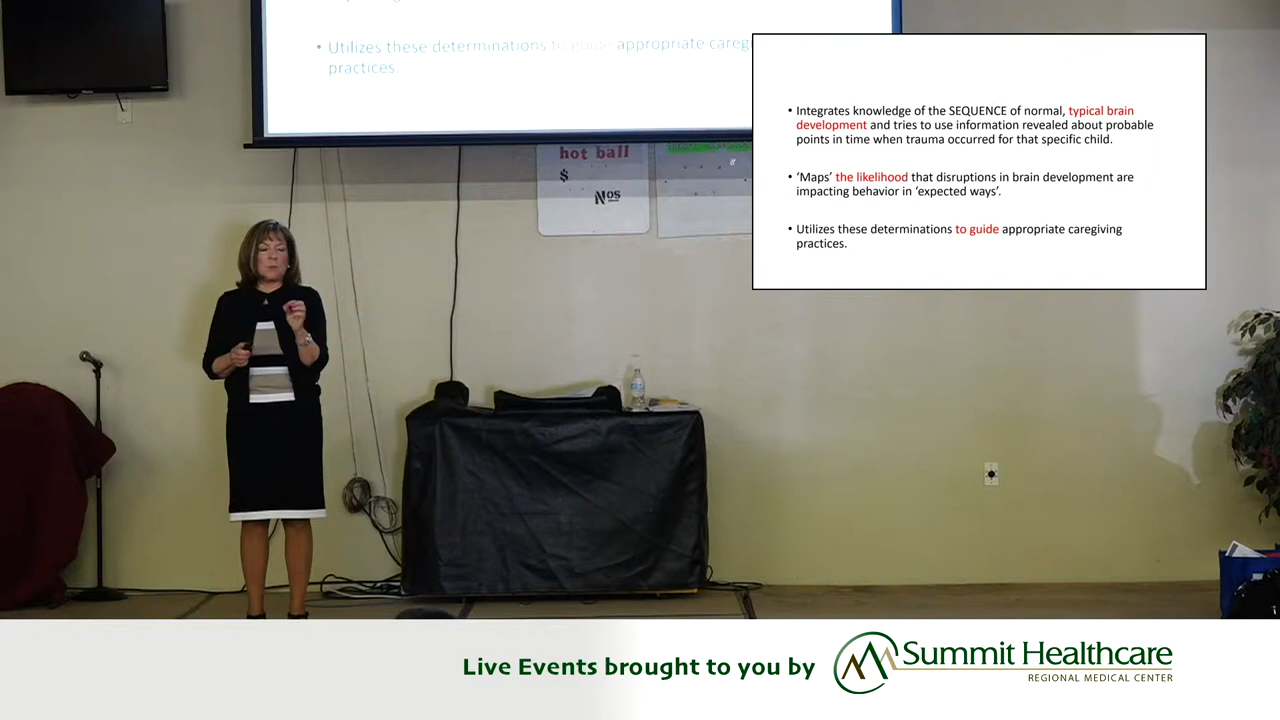 • Utilizes these determinations to guide appropriate caregi
practices.
hot ball
$
Nos
• Integrates knowledge of the SEQUENCE of normal, typical brain
development and tries to use information revealed about probable
points in time when trauma occurred for that specific child.
• ‘Maps’ the likelihood that disruptions in brain development are
impacting behavior in ‘expected ways’.
• Utilizes these determinations to guide appropriate caregiving
practices.
Live Events brought to you by
Summit Healthcare
REGIONAL MEDICAL CENTER